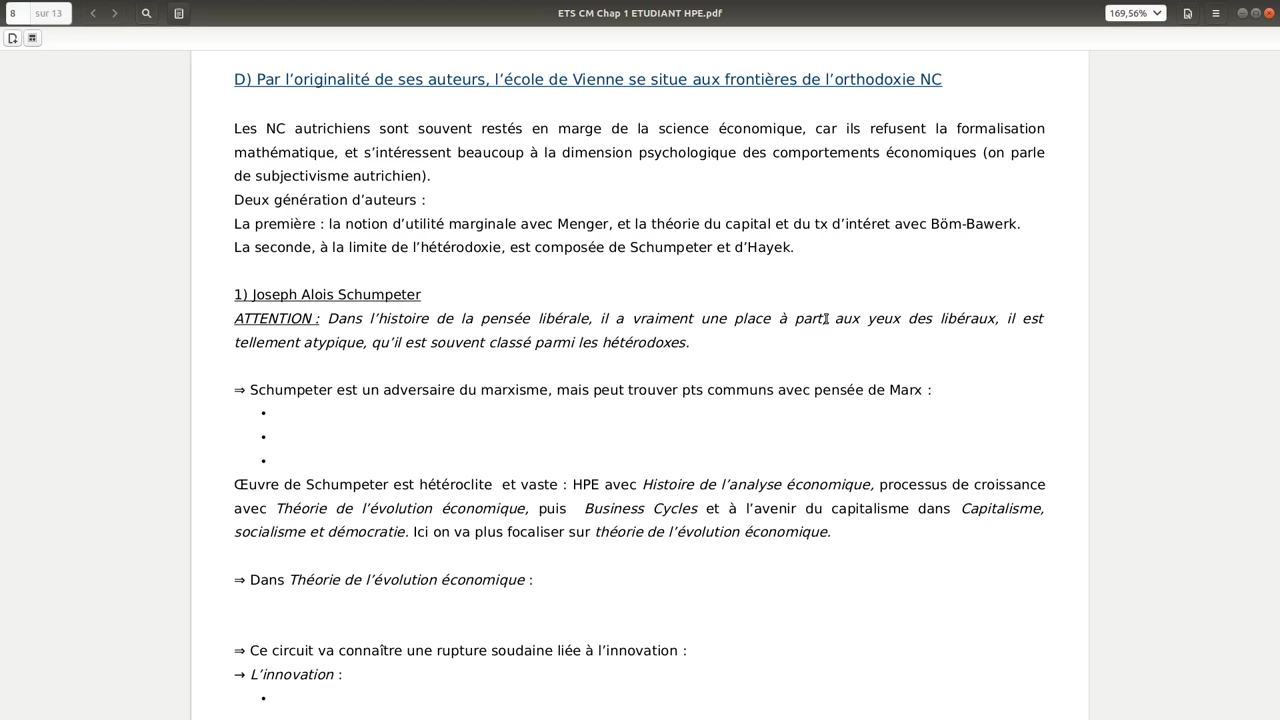 8 sur 13
ETS CM Chap 1 ETUDIANT HPE.pdf
169,56%
D) Par l’originalité de ses auteurs, l’école de Vienne se situe aux frontières de l’orthodoxie NC
Les NC autrichiens sont souvent restés en marge de la science économique, car ils refusent la formalisation
mathématique, et s’intéressent beaucoup à la dimension psychologique des comportements économiques (on parle
de subjectivisme autrichien).
Deux génération d’auteurs :
La première : la notion d’utilité marginale avec Menger, et la théorie du capital et du tx d’intéret avec Böm-Bawerk.
La seconde, à la limite de l’hétérodoxie, est composée de Schumpeter et d’Hayek.
1) Joseph Alois Schumpeter
ATTENTION : Dans l’histoire de la pensée libérale, il a vraiment une place à part, aux yeux des libéraux, il est
tellement atypique, qu’il est souvent classé parmi les hétérodoxes.
⇒ Schumpeter est un adversaire du marxisme, mais peut trouver pts communs avec pensée de Marx :
•
•
•
Œuvre de Schumpeter est hétéroclite et vaste : HPE avec Histoire de l’analyse économique, processus de croissance
avec Théorie de l’évolution économique, puis Business Cycles et à l’avenir du capitalisme dans Capitalisme,
socialisme et démocratie. Ici on va plus focaliser sur théorie de l’évolution économique.
⇒ Dans Théorie de l’évolution économique :
⇒ Ce circuit va connaître une rupture soudaine liée à l’innovation :
→ L’innovation :
•